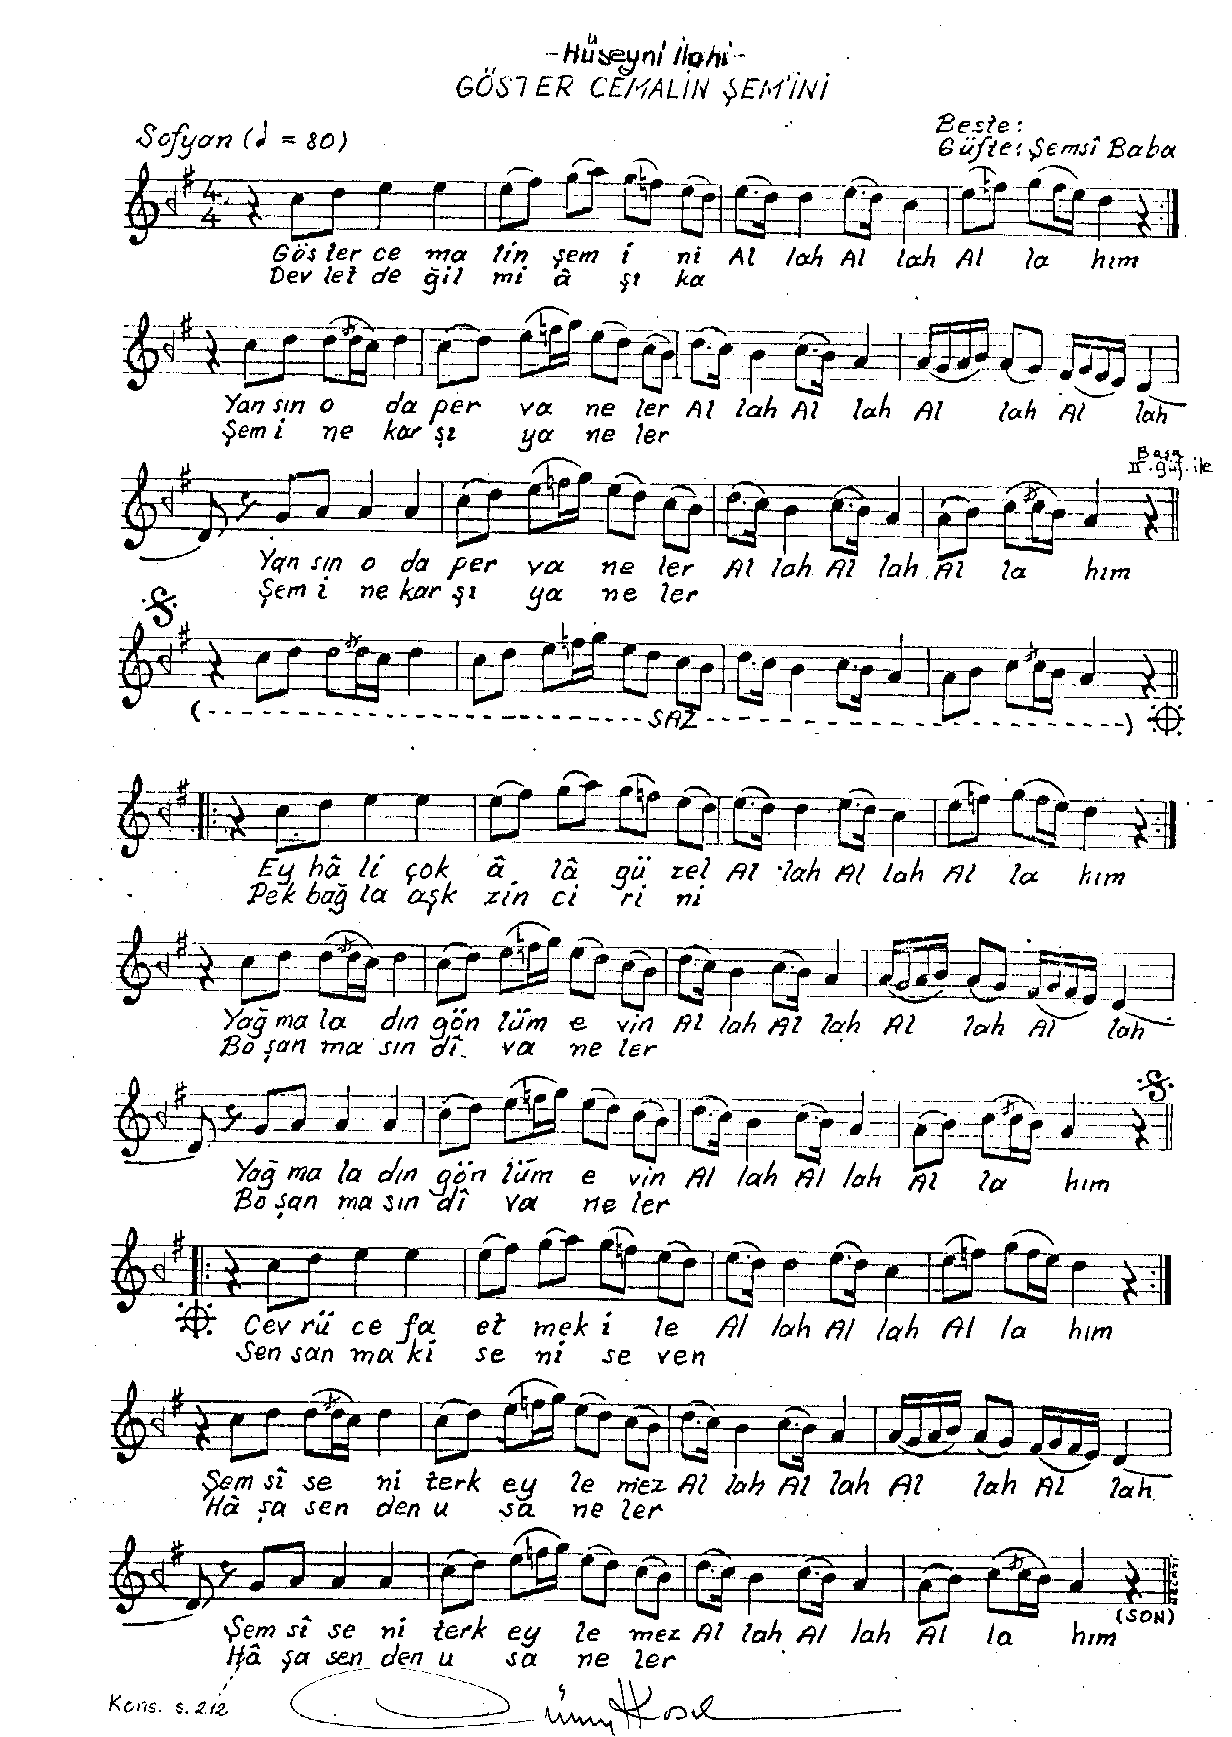 -Hüseyni İlahi-
GÖSTER CEMALİN ŞEM'İNİ
Sofyan (♩ = 80)
Beste:
Güfte: Şemsî Baba
Gös ter ce ma lin şem i ni Al lah Al lah Al la hım
Dev let de ğil mi â şı ka
Yan sın o da per va ne ler Al lah Al lah Al lah Al lah
Şem i ne kar şı ya ne ler
Başa
II. güf. ile
Yan sın o da per va ne ler Al lah Al lah Al la hım
Şem i ne kar şı ya ne ler
(- SAZ -)
Ey hâ li çok â lâ gü zel Al lah Al lah Al la hım
Pek bağ la aşk zin ci ri ni
Yağ ma la dın gön lüm e vin Al lah Al lah Al lah Al lah
Bo şan ma sın dî va ne ler
Yağ ma la dın gön lüm e vin Al lah Al lah Al la hım
Bo şan ma sın dî va ne ler
Cev rü ce fa et mek i le Al lah Al lah Al la hım
Sen san ma ki se ni se ven
Şem sî se ni terk ey le mez Al lah Al lah Al lah Al lah
Hâ şa sen den u sa ne ler
(SON)
Şem sî se ni terk ey le mez Al lah Al lah Al la hım
Hâ şa sen den u sa ne ler
Kons. s. 212